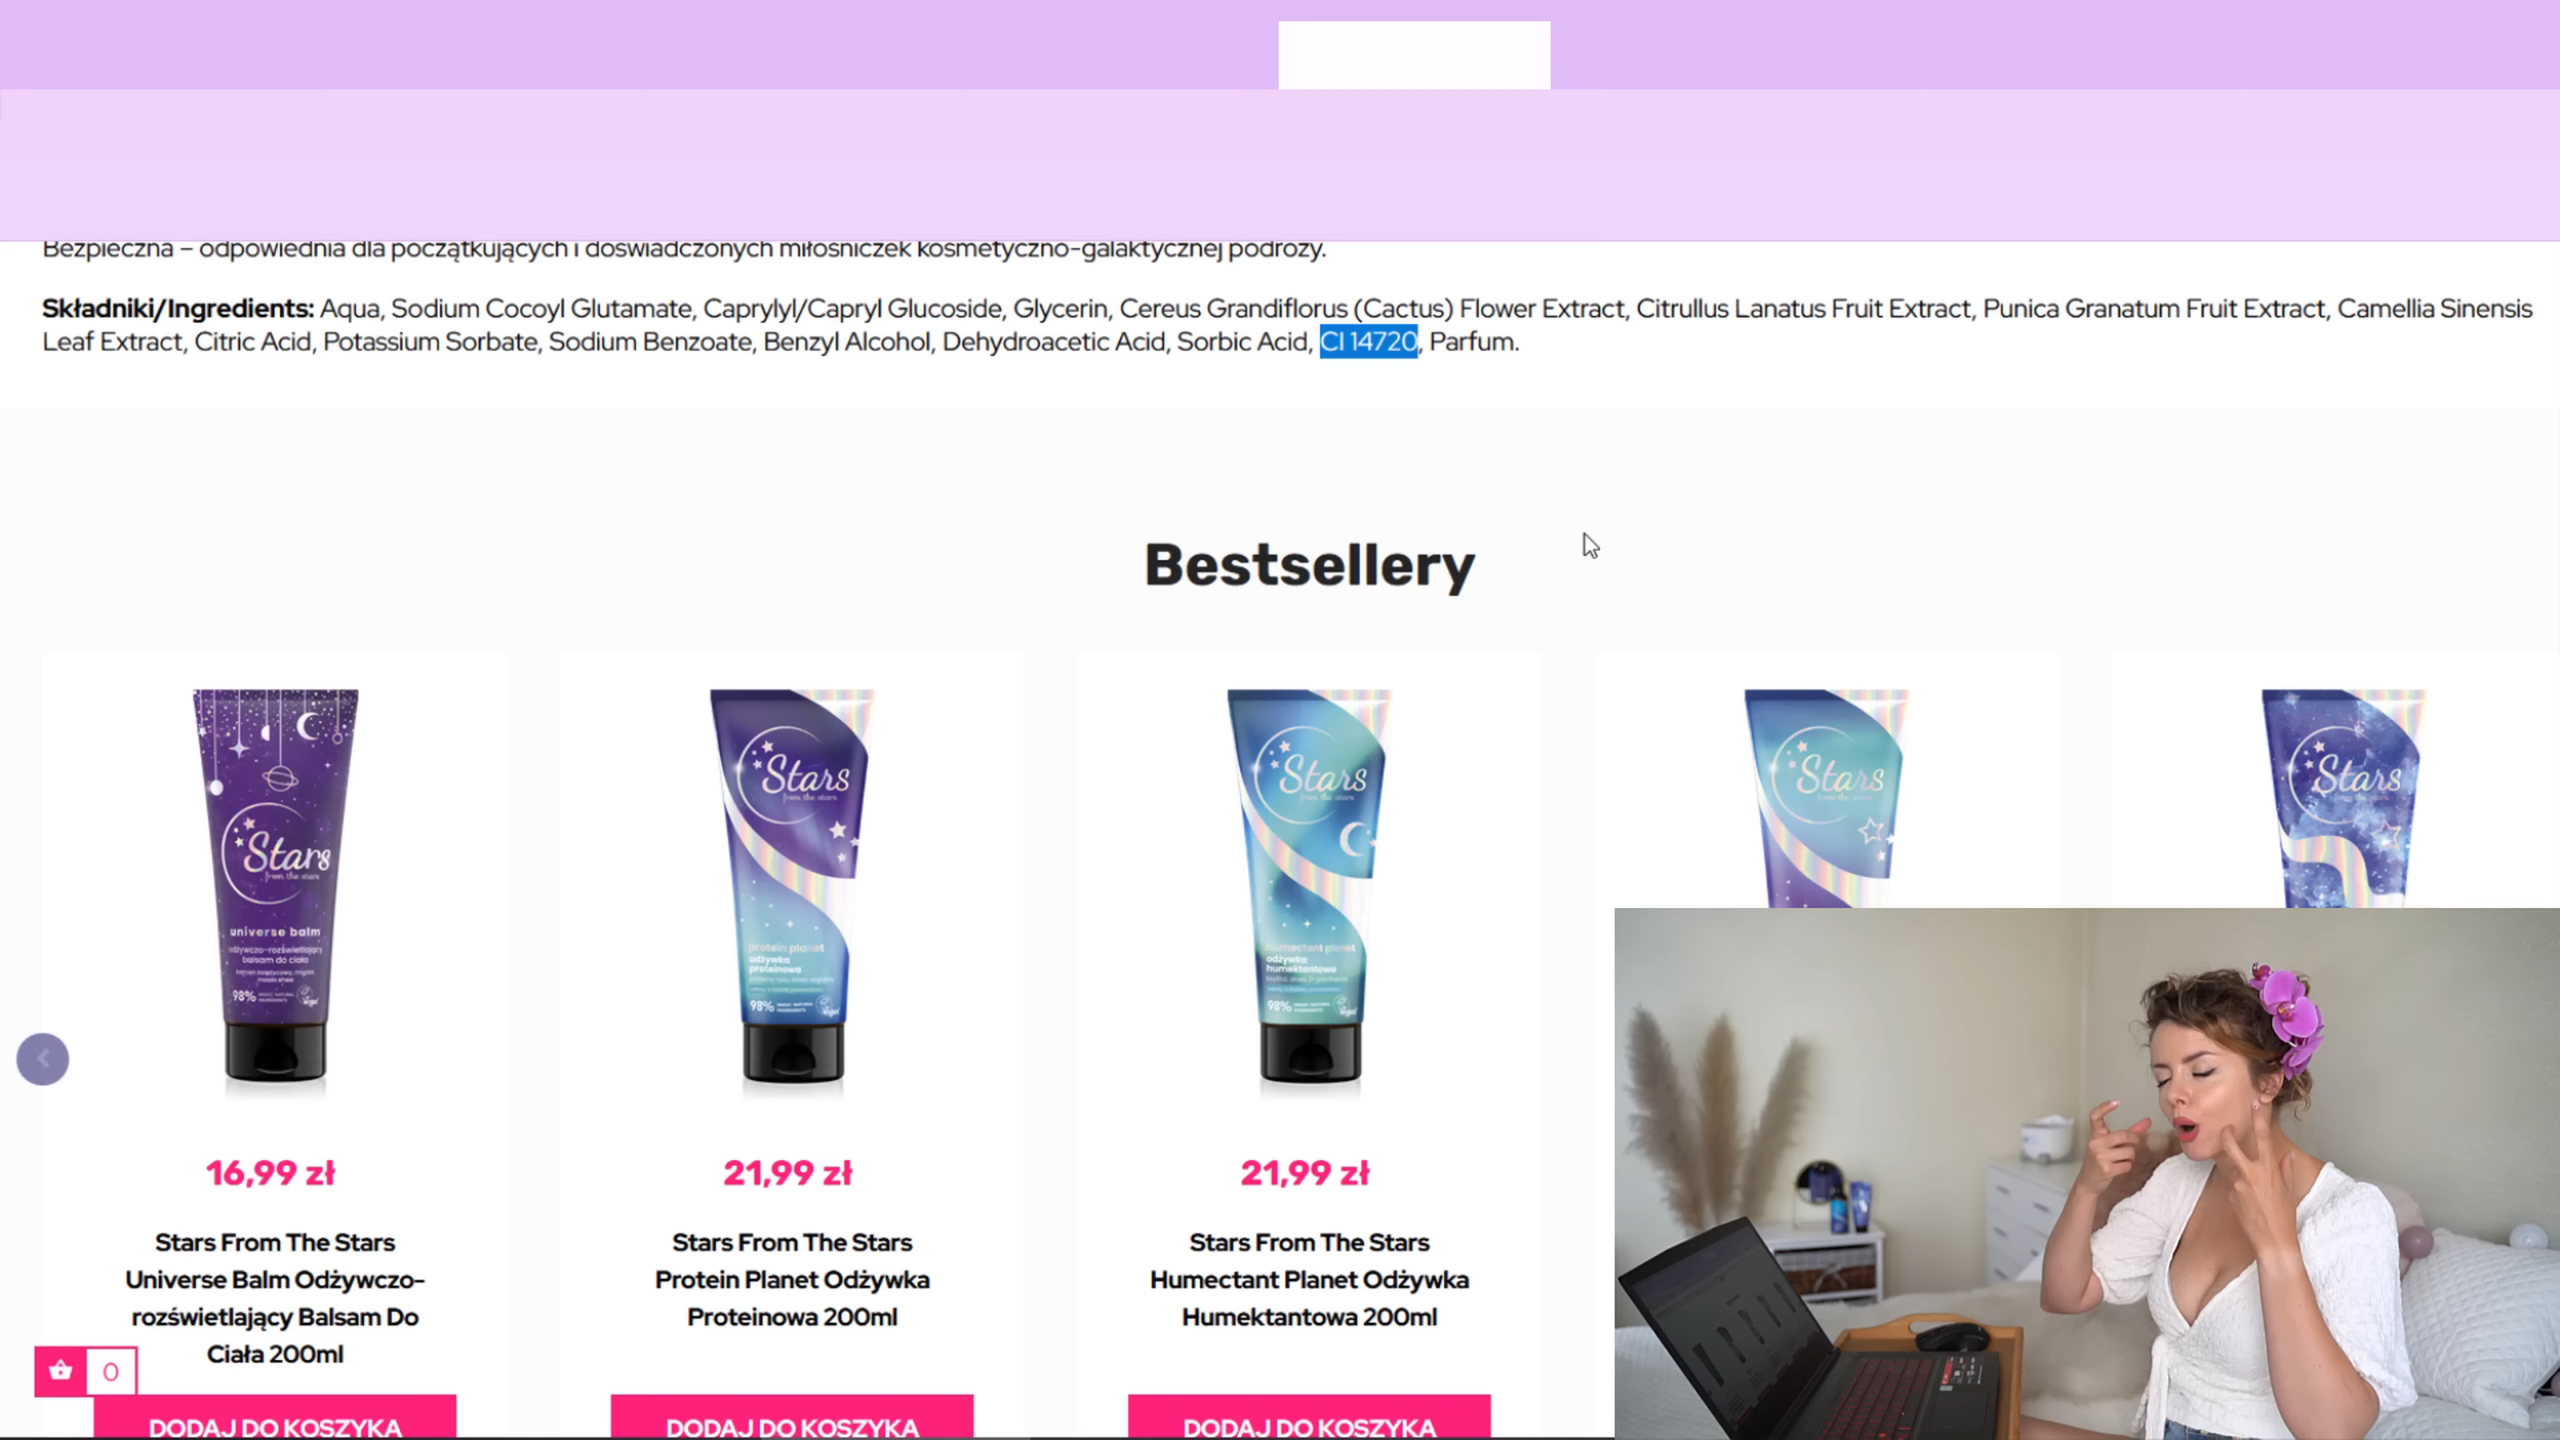 Bezpieczna – odpowiednia dla początkujących i doświadczonych miłośniczek kosmetyczno-galaktycznej podróży.
Składniki/Ingredients: Aqua, Sodium Cocoyl Glutamate, Caprylyl/Capryl Glucoside, Glycerin, Cereus Grandiflorus (Cactus) Flower Extract, Citrullus Lanatus Fruit Extract, Punica Granatum Fruit Extract, Camellia Sinensis
Leaf Extract, Citric Acid, Potassium Sorbate, Sodium Benzoate, Benzyl Alcohol, Dehydroacetic Acid, Sorbic Acid, CI 14720, Parfum.
Bestsellery
Stars
from the stars
universe balm
odżywczo-rozświetlający
balsam do ciała
98%
vegan
Stars
from the stars
protein planet
odżywka
proteinowa
98%
vegan
Stars
from the stars
humectant planet
odżywka
humektantowa
98%
vegan
Stars
from the stars
Stars
from the stars
16,99 zł
21,99 zł
21,99 zł
Stars From The Stars
Universe Balm Odżywczo-
rozświetlający Balsam Do
Ciała 200ml
Stars From The Stars
Protein Planet Odżywka
Proteinowa 200ml
Stars From The Stars
Humectant Planet Odżywka
Humektantowa 200ml
0
DODAJ DO KOSZYKA
DODAJ DO KOSZYKA
DODAJ DO KOSZYKA